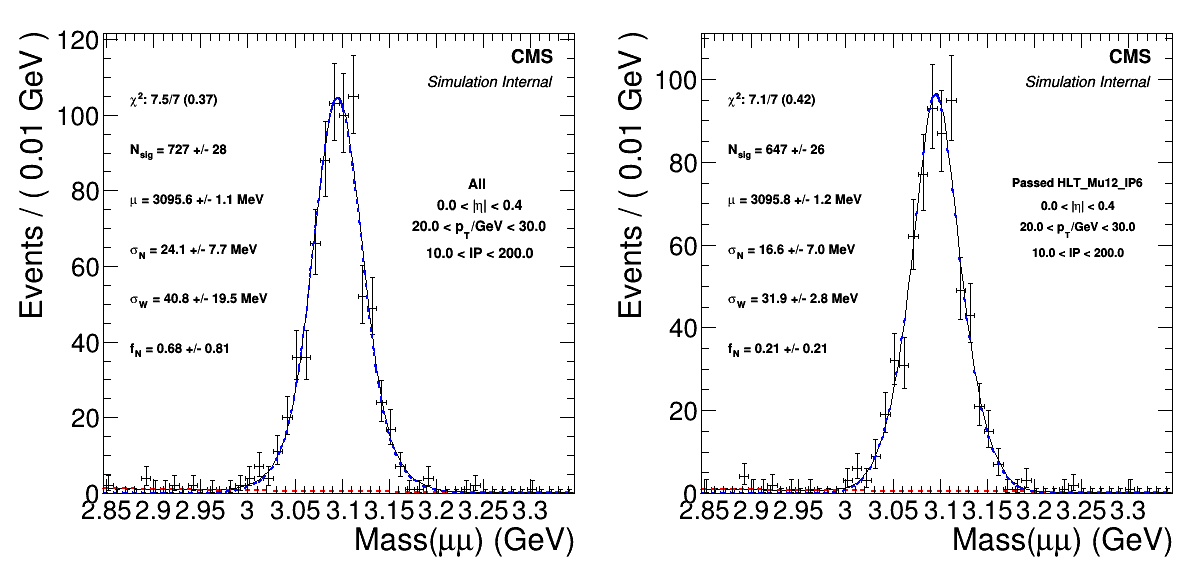 CMS
Simulation Internal
χ²: 7.5/7 (0.37)
N_sig = 727 +/- 28
μ = 3095.6 +/- 1.1 MeV
σ_N = 24.1 +/- 7.7 MeV
σ_W = 40.8 +/- 19.5 MeV
f_N = 0.68 +/- 0.81
All
0.0 < |η| < 0.4
20.0 < p_T/GeV < 30.0
10.0 < IP < 200.0
Events / ( 0.01 GeV )
120
100
80
60
40
20
0
2.85 2.9 2.95 3 3.05 3.1 3.15 3.2 3.25 3.3
Mass(μμ) (GeV)
CMS
Simulation Internal
χ²: 7.1/7 (0.42)
N_sig = 647 +/- 26
μ = 3095.8 +/- 1.2 MeV
σ_N = 16.6 +/- 7.0 MeV
σ_W = 31.9 +/- 2.8 MeV
f_N = 0.21 +/- 0.21
Passed HLT_Mu12_IP6
0.0 < |η| < 0.4
20.0 < p_T/GeV < 30.0
10.0 < IP < 200.0
Events / ( 0.01 GeV )
100
80
60
40
20
0
2.85 2.9 2.95 3 3.05 3.1 3.15 3.2 3.25 3.3
Mass(μμ) (GeV)